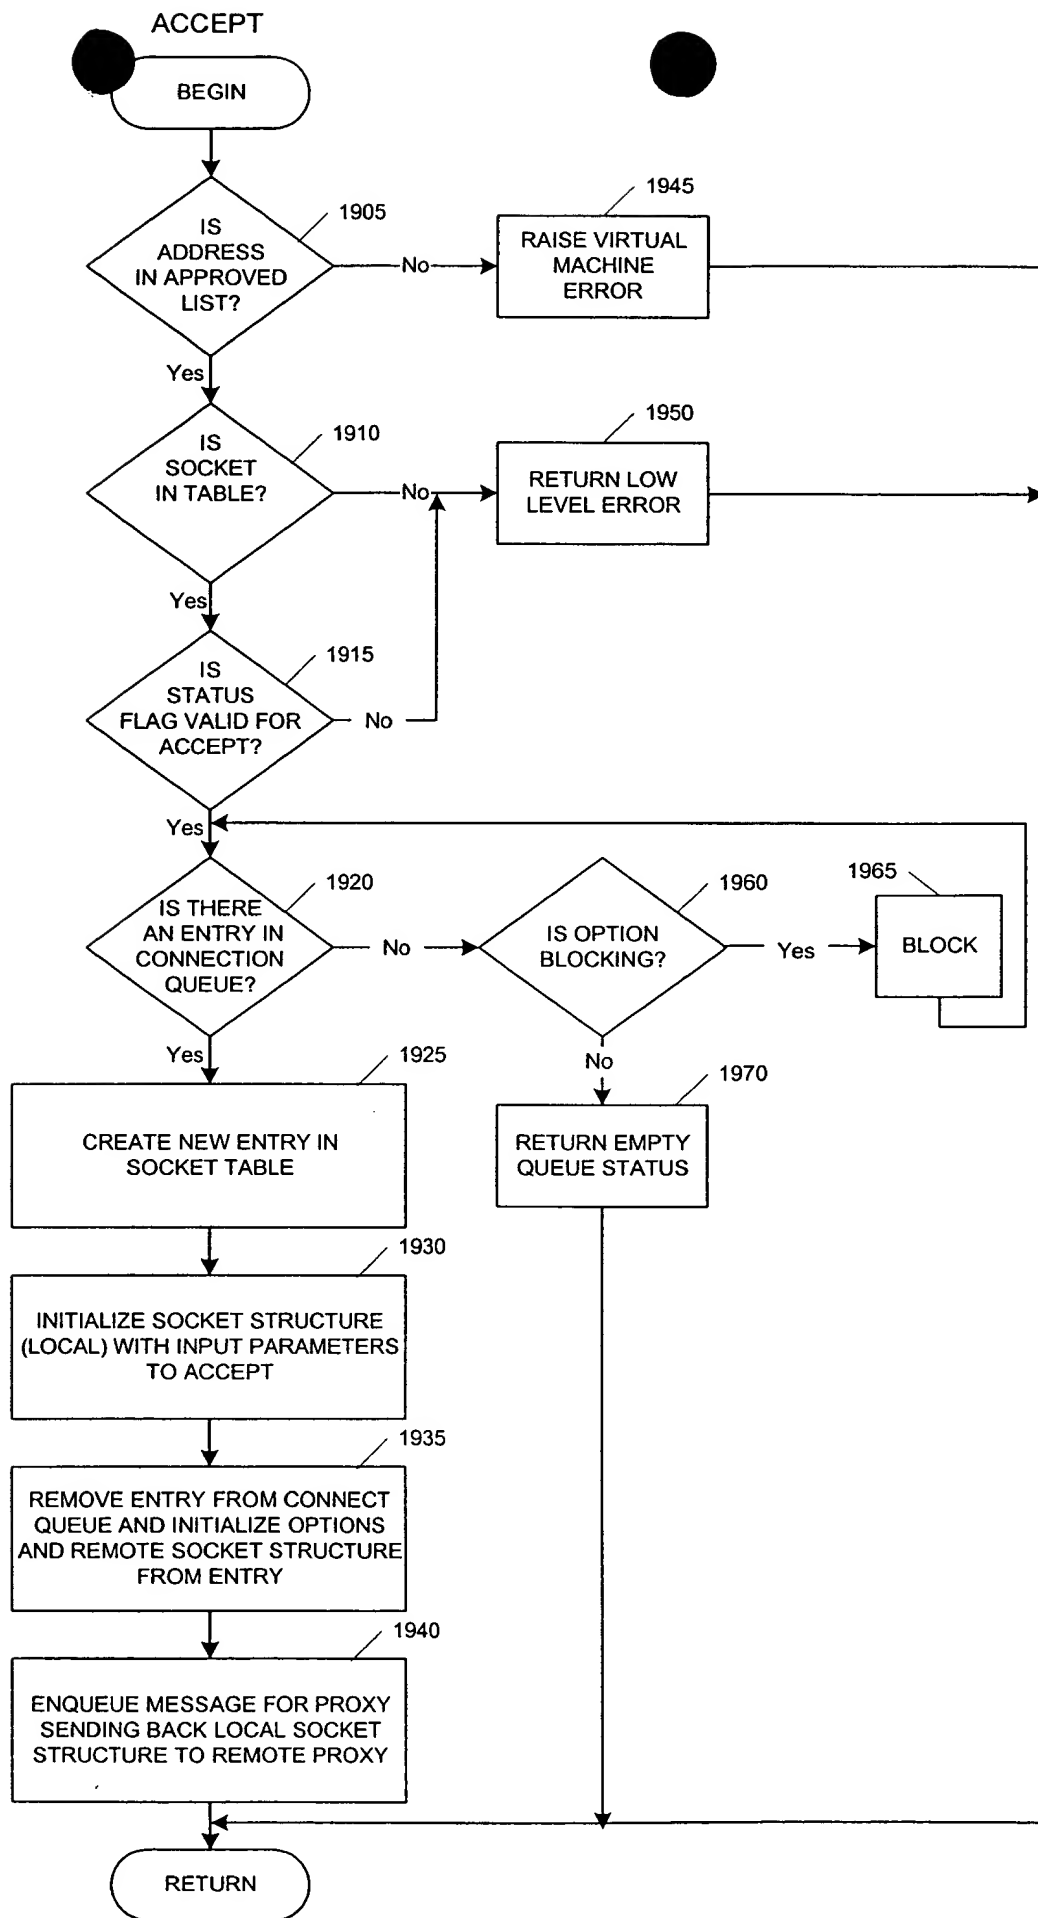 ACCEPT
BEGIN
1905
IS
ADDRESS
IN APPROVED
LIST?
No
1945
RAISE VIRTUAL
MACHINE
ERROR
Yes
1910
IS
SOCKET
IN TABLE?
No
1950
RETURN LOW
LEVEL ERROR
Yes
1915
IS
STATUS
FLAG VALID FOR
ACCEPT?
No
Yes
1920
IS THERE
AN ENTRY IN
CONNECTION
QUEUE?
No
1960
IS OPTION
BLOCKING?
Yes
1965
BLOCK
Yes
1925
CREATE NEW ENTRY IN
SOCKET TABLE
No
1970
RETURN EMPTY
QUEUE STATUS
1930
INITIALIZE SOCKET STRUCTURE
(LOCAL) WITH INPUT PARAMETERS
TO ACCEPT
1935
REMOVE ENTRY FROM CONNECT
QUEUE AND INITIALIZE OPTIONS
AND REMOTE SOCKET STRUCTURE
FROM ENTRY
1940
ENQUEUE MESSAGE FOR PROXY
SENDING BACK LOCAL SOCKET
STRUCTURE TO REMOTE PROXY
RETURN